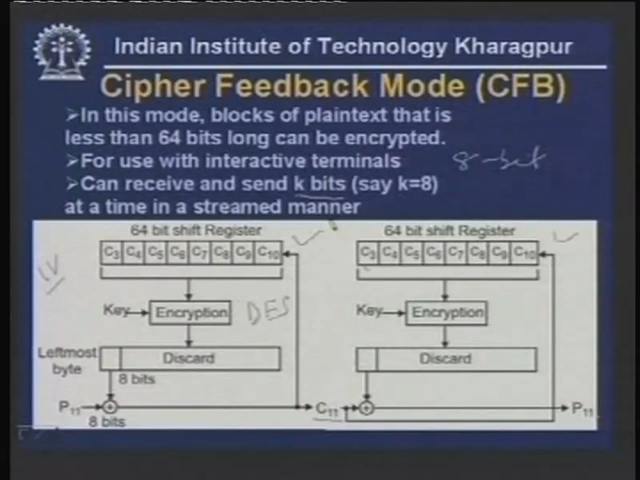 Indian Institute of Technology Kharagpur
Cipher Feedback Mode (CFB)
➢In this mode, blocks of plaintext that is
less than 64 bits long can be encrypted.
➢For use with interactive terminals
8-bit
➢Can receive and send k bits (say k=8)
at a time in a streamed manner
64 bit shift Register
64 bit shift Register
C3 C4 C5 C6 C7 C8 C9 C10
C3 C4 C5 C6 C7 C8 C9 C10
IV
Key
Encryption
DES
Key
Encryption
Leftmost
byte
Discard
Discard
8 bits
P11
C11
P11
8 bits